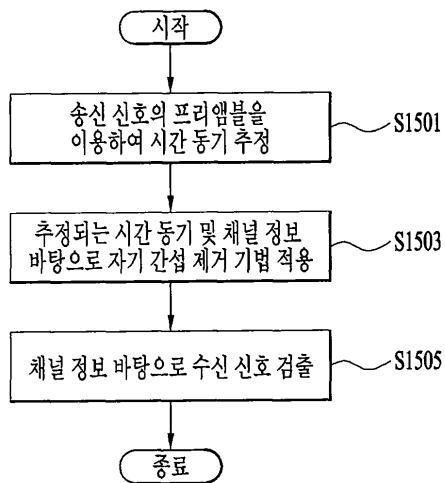 시작
송신 신호의 프리앰블을
이용하여 시간 동기 추정
S1501
추정되는 시간 동기 및 채널 정보
바탕으로 자기 간섭 제거 기법 적용
S1503
채널 정보 바탕으로 수신 신호 검출
S1505
종료